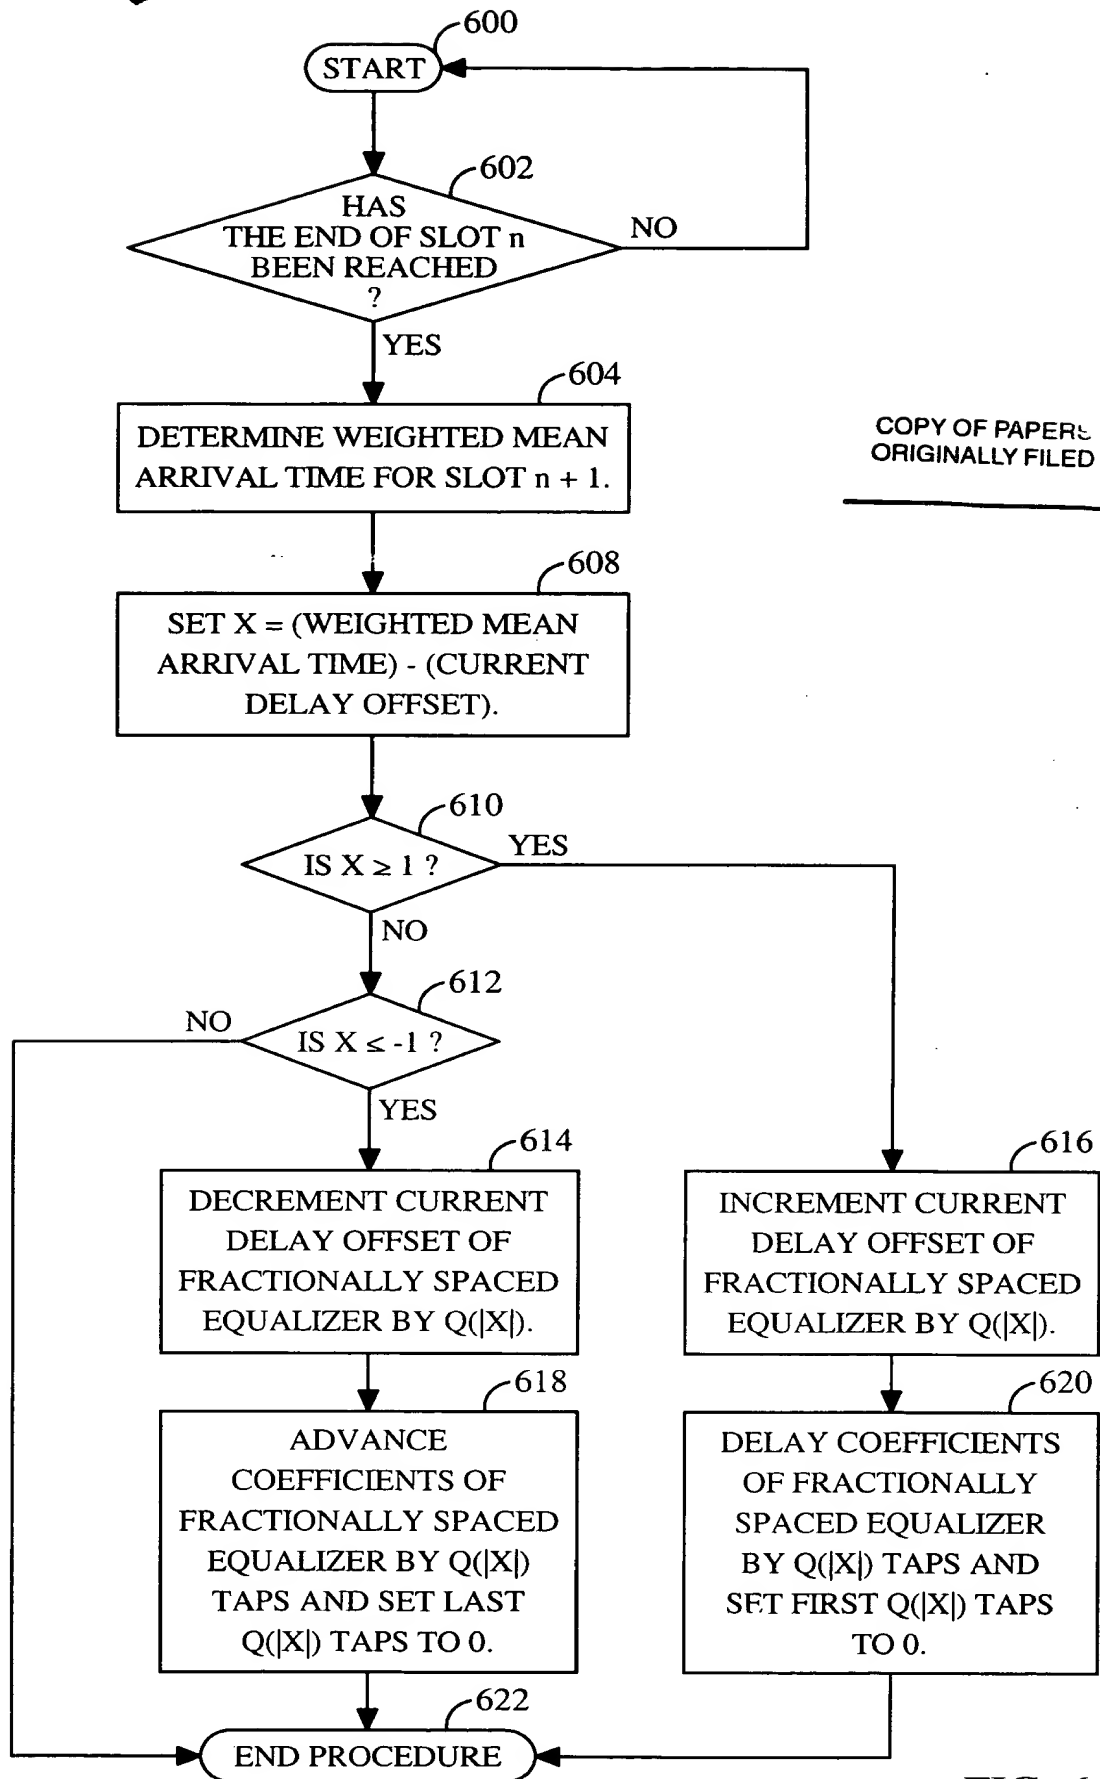 600
START
602
HAS
THE END OF SLOT n
BEEN REACHED
?
NO
YES
604
DETERMINE WEIGHTED MEAN
ARRIVAL TIME FOR SLOT n + 1.
COPY OF PAPERS
ORIGINALLY FILED
608
SET X = (WEIGHTED MEAN
ARRIVAL TIME) - (CURRENT
DELAY OFFSET).
610
IS X ≥ 1 ?
YES
NO
612
IS X ≤ -1 ?
NO
YES
614
DECREMENT CURRENT
DELAY OFFSET OF
FRACTIONALLY SPACED
EQUALIZER BY Q(|X|).
616
INCREMENT CURRENT
DELAY OFFSET OF
FRACTIONALLY SPACED
EQUALIZER BY Q(|X|).
618
ADVANCE
COEFFICIENTS OF
FRACTIONALLY SPACED
EQUALIZER BY Q(|X|)
TAPS AND SET LAST
Q(|X|) TAPS TO 0.
620
DELAY COEFFICIENTS
OF FRACTIONALLY
SPACED EQUALIZER
BY Q(|X|) TAPS AND
SET FIRST Q(|X|) TAPS
TO 0.
622
END PROCEDURE